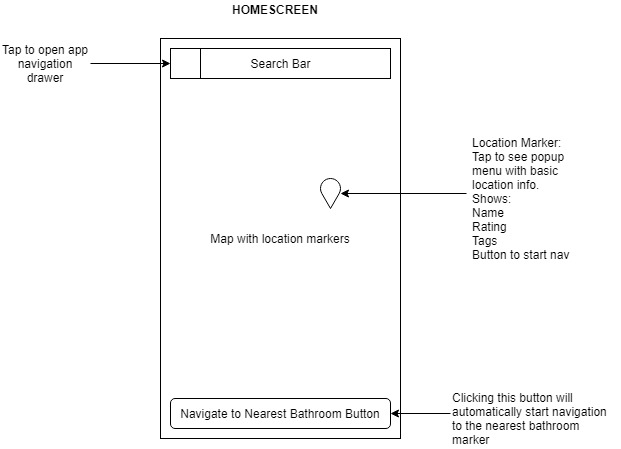 HOMESCREEN
Tap to open app
navigation
drawer
Search Bar
Location Marker:
Tap to see popup
menu with basic
location info.
Shows:
Name
Rating
Tags
Button to start nav
Map with location markers
Navigate to Nearest Bathroom Button
Clicking this button will
automatically start navigation
to the nearest bathroom
marker